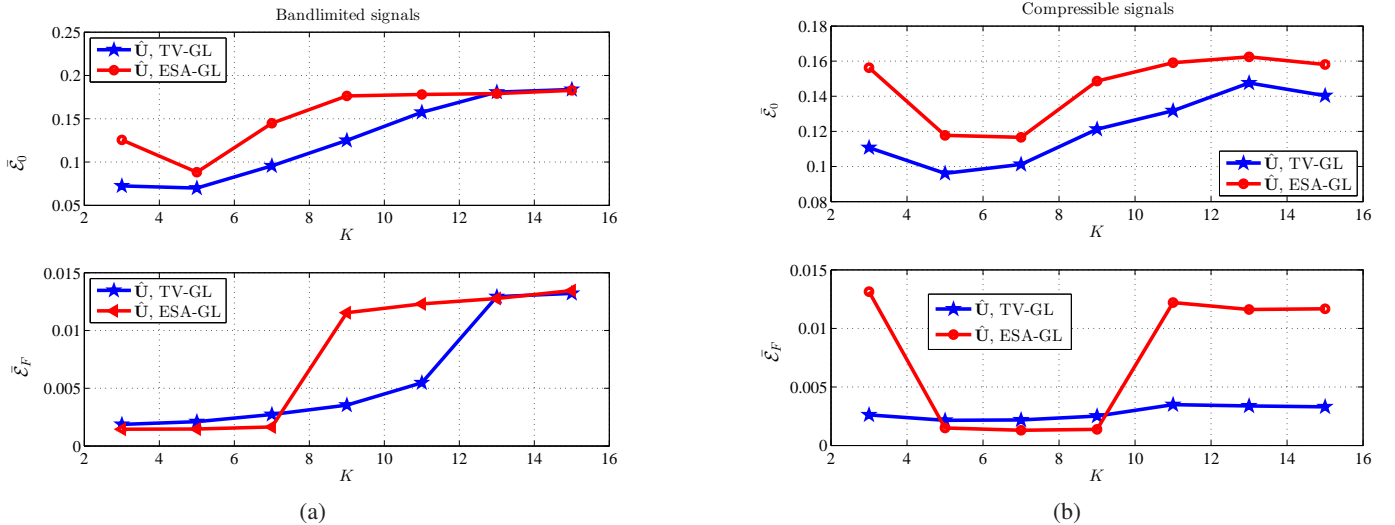 Bandlimited signals
0.25
0.2
0.15
0.1
0.05
Û, TV-GL
Û, ESA-GL
ℰ̄₀
2 4 6 8 10 12 14 16
K
0.015
0.01
0.005
0
Û, TV-GL
Û, ESA-GL
ℰ̄_F
2 4 6 8 10 12 14 16
K
(a)
Compressible signals
0.18
0.16
0.14
0.12
0.1
0.08
Û, TV-GL
Û, ESA-GL
ℰ̄₀
2 4 6 8 10 12 14 16
K
0.015
0.01
0.005
0
Û, TV-GL
Û, ESA-GL
ℰ̄_F
2 4 6 8 10 12 14 16
K
(b)